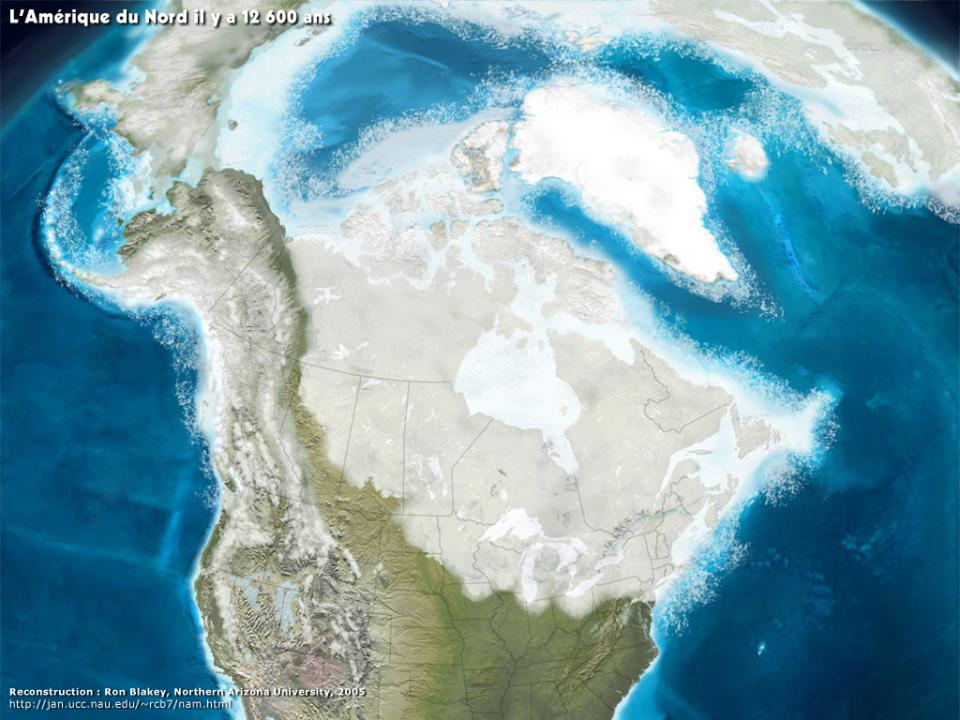 L'Amérique du Nord il y a 12 600 ans
Reconstruction : Ron Blakey, Northern Arizona University, 2005
http://jan.ucc.nau.edu/~rcb7/nam.html